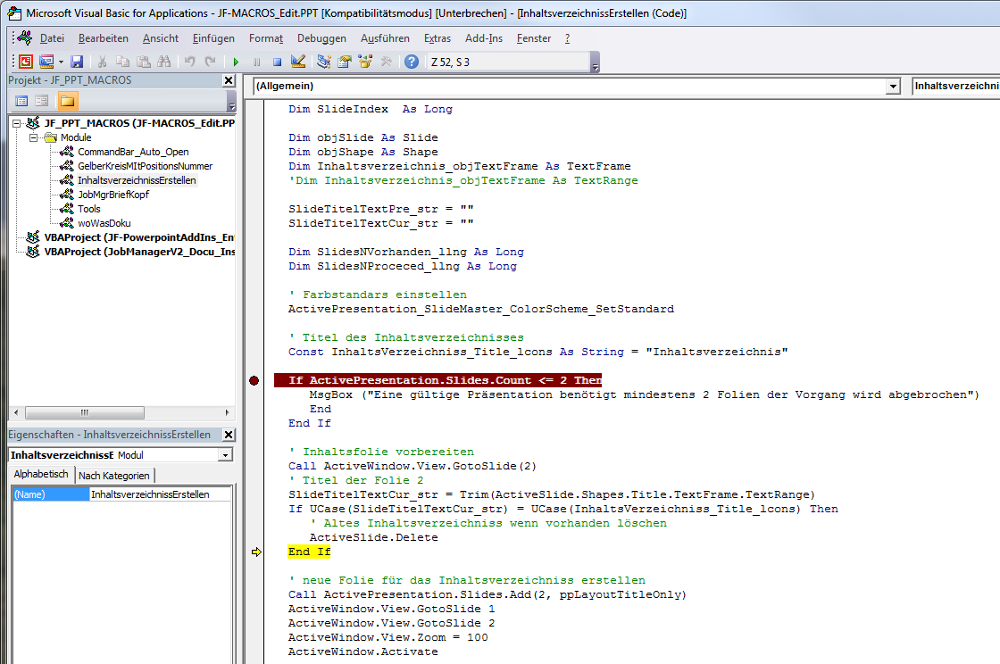 Microsoft Visual Basic for Applications - JF-MACROS_Edit.PPT [Kompatibilitätsmodus] [Unterbrechen] - [InhaltsverzeichnissErstellen (Code)]
Datei Bearbeiten Ansicht Einfügen Format Debuggen Ausführen Extras Add-Ins Fenster ?
Z 52, S 3
Projekt - JF_PPT_MACROS
JF_PPT_MACROS (JF-MACROS_Edit.PP
Module
CommandBar_Auto_Open
GelberKreisMItPositionsNummer
InhaltsverzeichnissErstellen
JobMgrBriefKopf
Tools
woWasDoku
VBAProject (JF-PowerpointAddIns_En
VBAProject (JobManagerV2_Docu_Ins
Eigenschaften - InhaltsverzeichnissErstellen
InhaltsverzeichnissE Modul
Alphabetisch Nach Kategorien
(Name) InhaltsverzeichnissErstellen
(Allgemein) Inhaltsverzeichni
Dim SlideIndex  As Long
Dim objSlide As Slide
Dim objShape As Shape
Dim Inhaltsverzeichnis_objTextFrame As TextFrame
'Dim Inhaltsverzeichnis_objTextFrame As TextRange
SlideTitelTextPre_str = ""
SlideTitelTextCur_str = ""
Dim SlidesNVorhanden_llng As Long
Dim SlidesNProceced_llng As Long
' Farbstandars einstellen
ActivePresentation_SlideMaster_ColorScheme_SetStandard
' Titel des Inhaltsverzeichnisses
Const InhaltsVerzeichniss_Title_lcons As String = "Inhaltsverzeichnis"
If ActivePresentation.Slides.Count <= 2 Then
MsgBox ("Eine gültige Präsentation benötigt mindestens 2 Folien der Vorgang wird abgebrochen")
End
End If
' Inhaltsfolie vorbereiten
Call ActiveWindow.View.GotoSlide(2)
' Titel der Folie 2
SlideTitelTextCur_str = Trim(ActiveSlide.Shapes.Title.TextFrame.TextRange)
If UCase(SlideTitelTextCur_str) = UCase(InhaltsVerzeichniss_Title_lcons) Then
' Altes Inhaltsverzeichniss wenn vorhanden löschen
ActiveSlide.Delete
End If
' neue Folie für das Inhaltsverzeichniss erstellen
Call ActivePresentation.Slides.Add(2, ppLayoutTitleOnly)
ActiveWindow.View.GotoSlide 1
ActiveWindow.View.GotoSlide 2
ActiveWindow.View.Zoom = 100
ActiveWindow.Activate